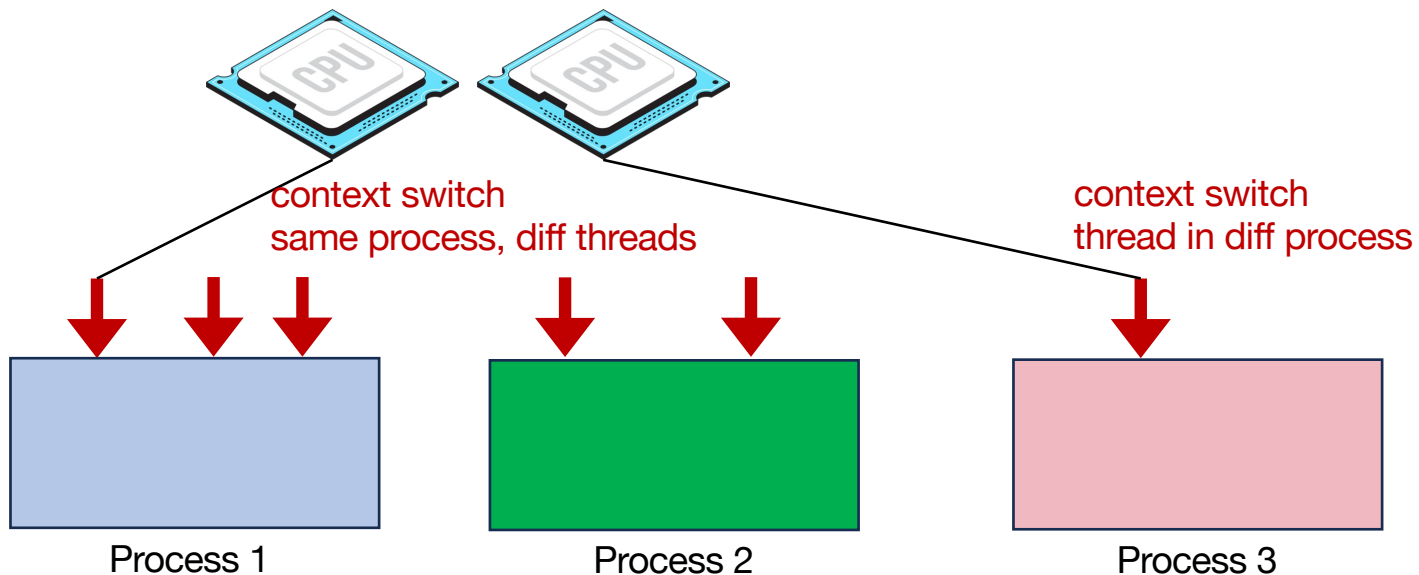 CPU
CPU
context switch
same process, diff threads
context switch
thread in diff process
Process 1
Process 2
Process 3